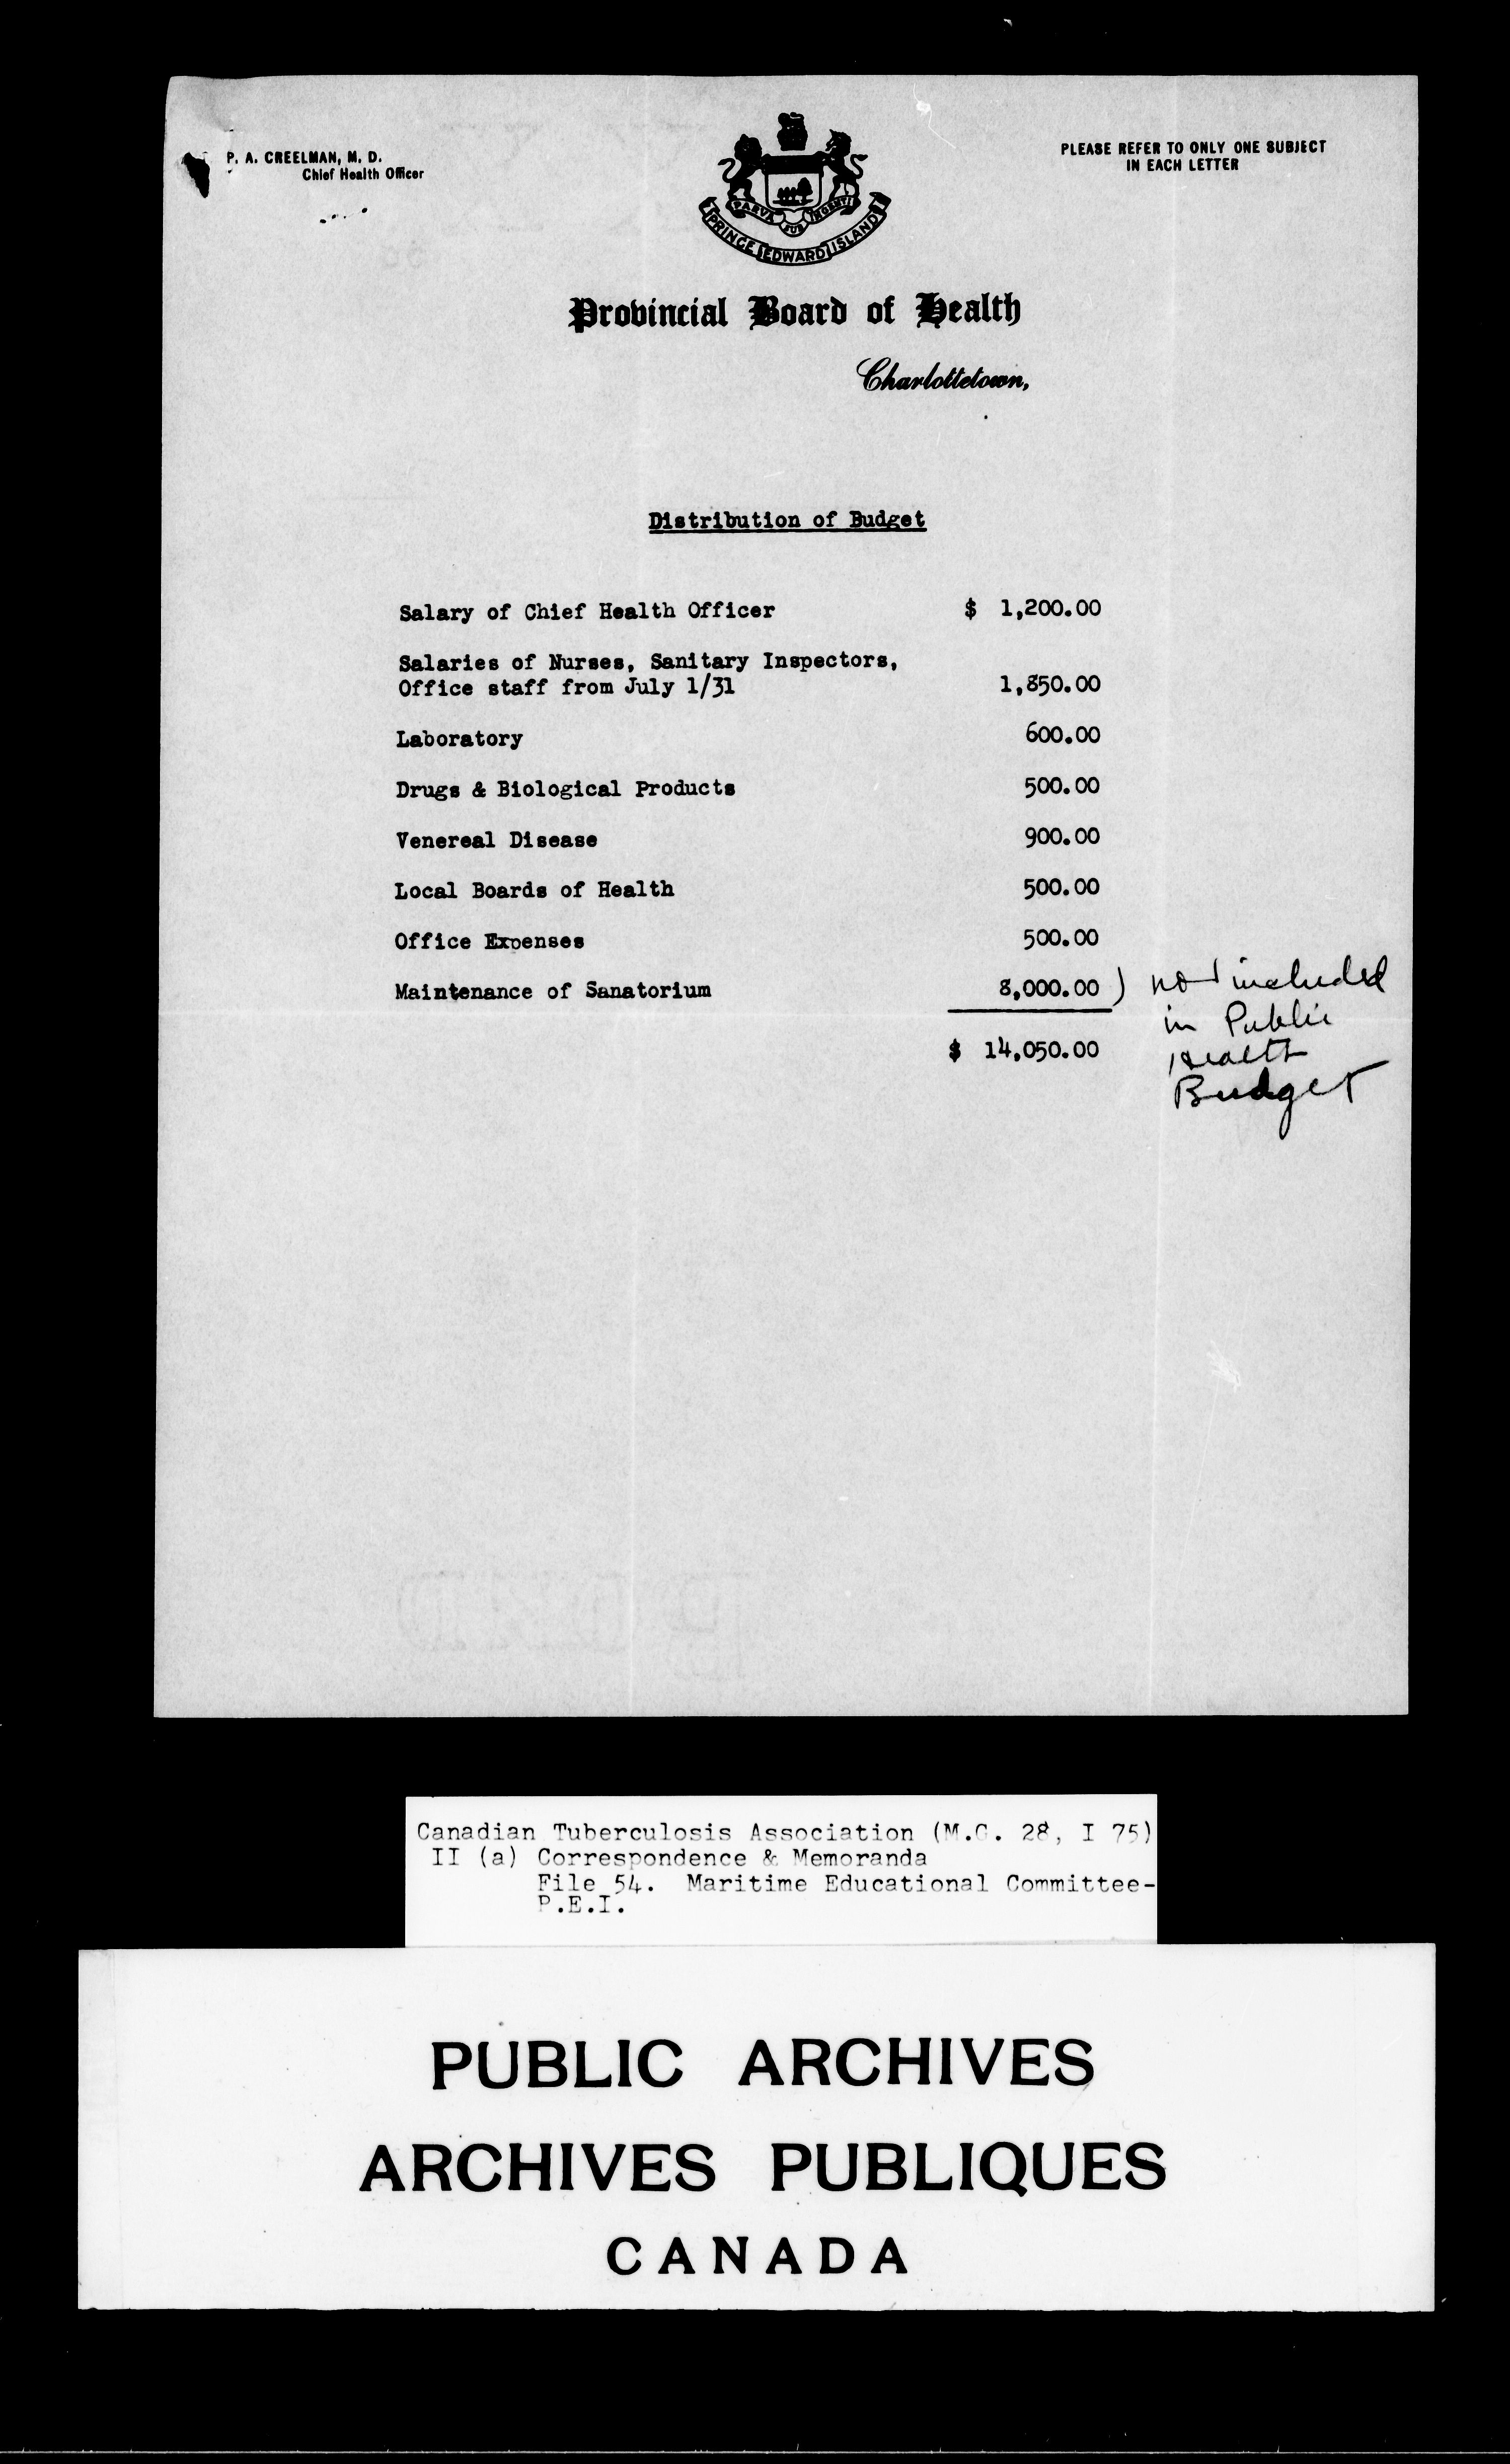 P. A. CREELMAN, M. D.
Chief Health Officer
PLEASE REFER TO ONLY ONE SUBJECT
IN EACH LETTER
PARVA SUB INGENTI
PRINCE EDWARD ISLAND
Provincial Board of Health
Charlottetown,
Distribution of Budget
Salary of Chief Health Officer $ 1,200.00
Salaries of Nurses, Sanitary Inspectors,
Office staff from July 1/31 1,850.00
Laboratory 600.00
Drugs & Biological Products 500.00
Venereal Disease 900.00
Local Boards of Health 500.00
Office Expenses 500.00
Maintenance of Sanatorium 8,000.00 ) not included
in Public
$ 14,050.00 Health
Budget
Canadian Tuberculosis Association (M.G. 28, I 75)
II (a) Correspondence & Memoranda
File 54. Maritime Educational Committee-
P.E.I.
PUBLIC ARCHIVES
ARCHIVES PUBLIQUES
CANADA